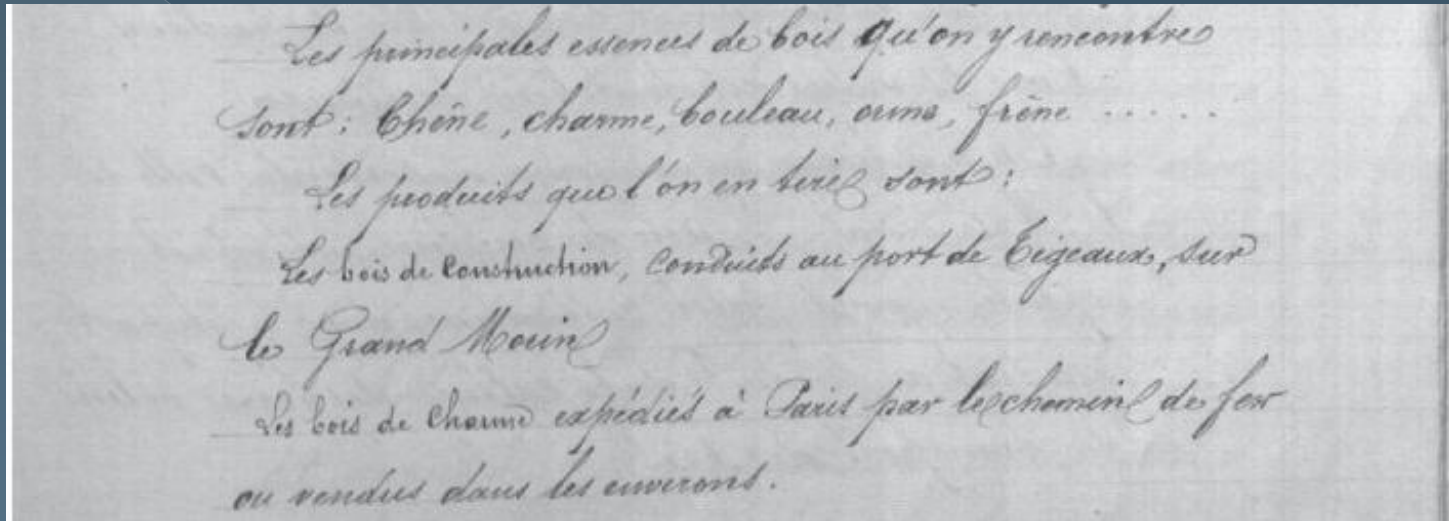 Les principales essences de bois qu'on y rencontre
sont : Chêne, charme, bouleau, orme, frêne .....
Les produits que l'on en tire sont :
Les bois de construction, conduits au port de Tigeaux, sur
le Grand Morin
Les bois de charme expédiés à Paris par le chemin de fer
ou vendus dans les environs.